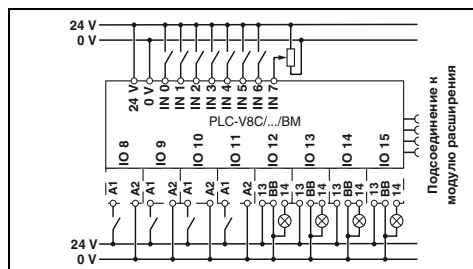 24 V
0 V
24 V
0 V
IN 0
IN 1
IN 2
IN 3
IN 4
IN 5
IN 6
IN 7
PLC-V8C/.../BM
IO 8
IO 9
IO 10
IO 11
IO 12
IO 13
IO 14
IO 15
A1
A2
A1
A2
A1
A2
A1
A2
13
BB
14
13
BB
14
13
BB
14
13
BB
14
24 V
0 V
Подсоединение к
модулю расширения